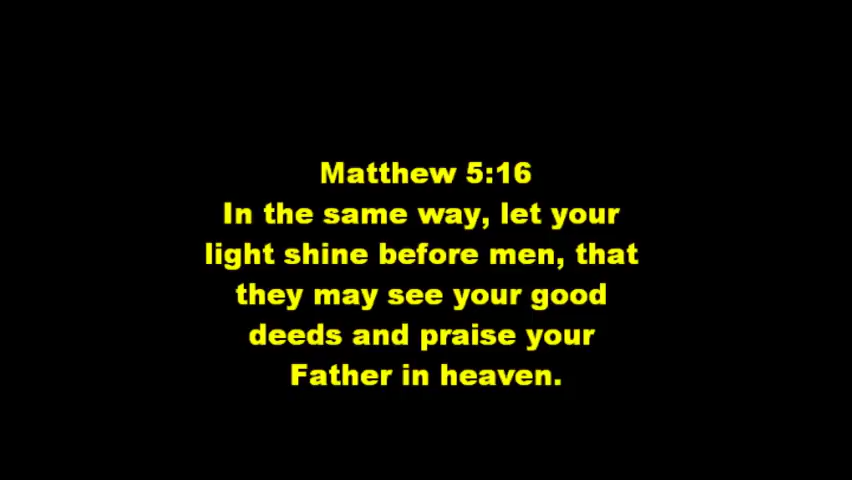 Matthew 5:16
In the same way, let your
light shine before men, that
they may see your good
deeds and praise your
Father in heaven.